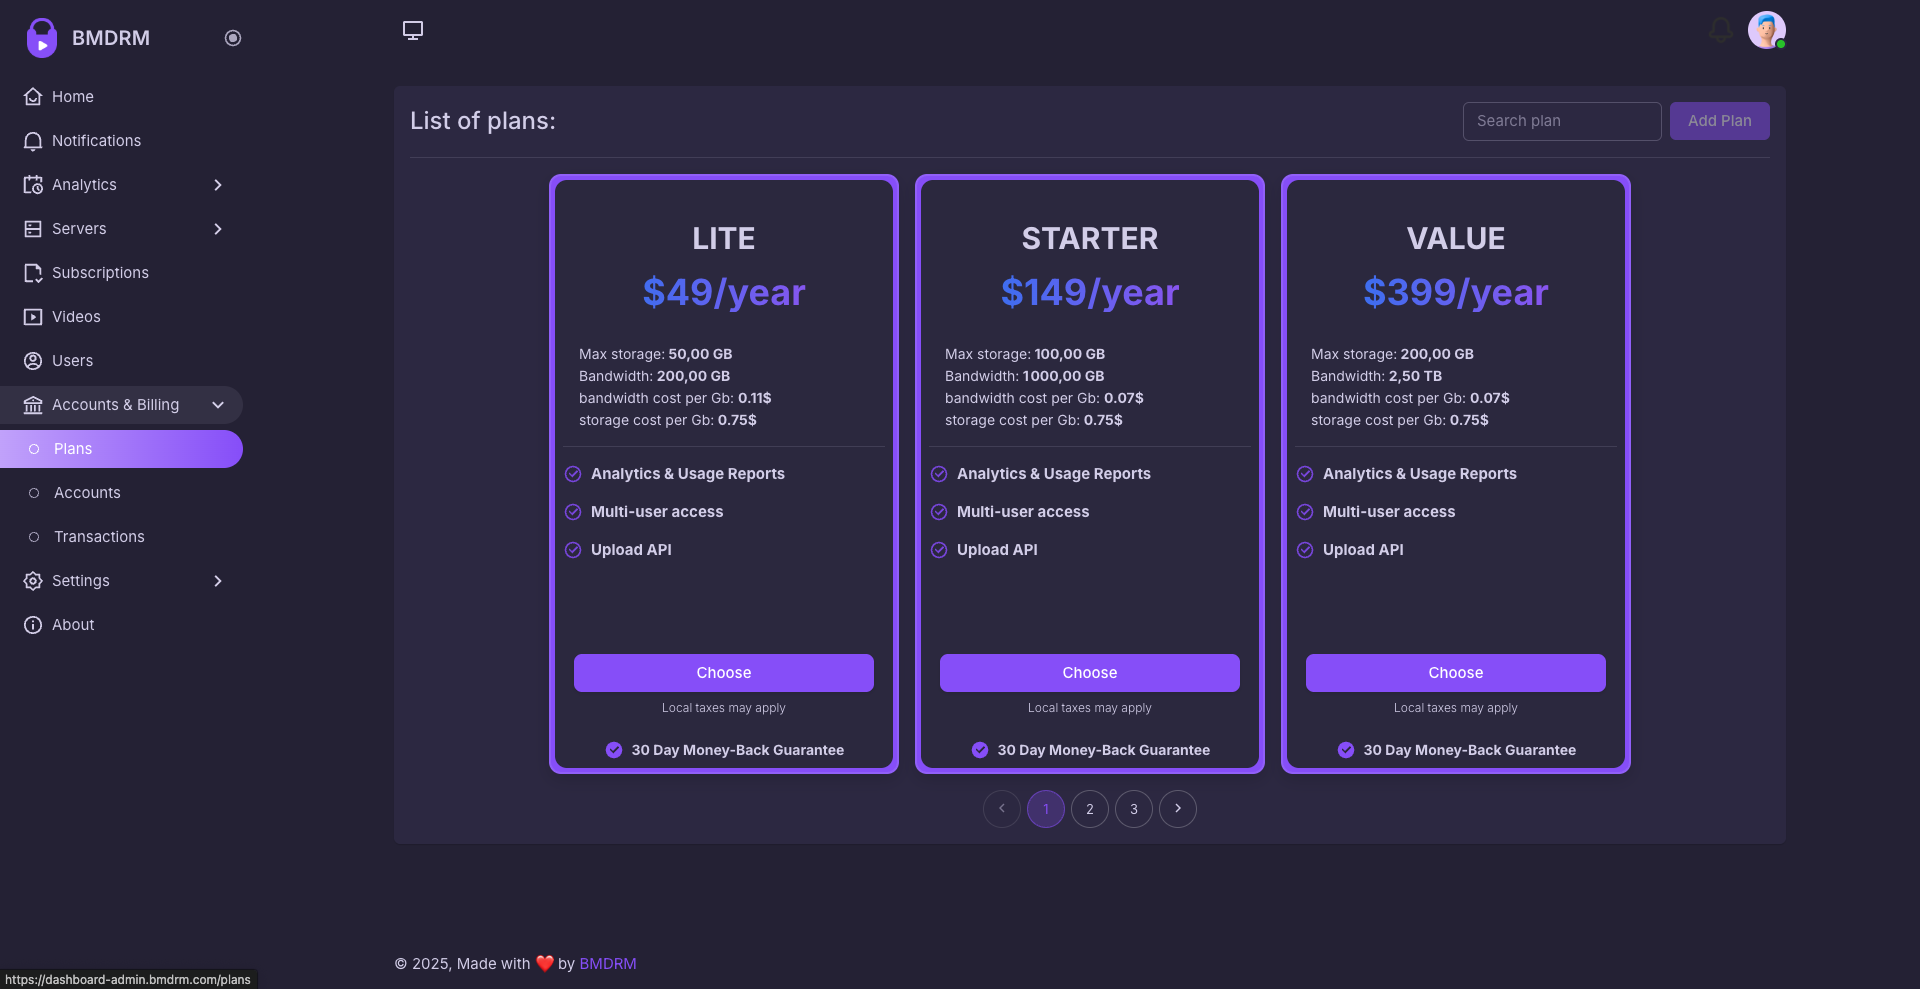 BMDRM
Home
Notifications
Analytics
Servers
Subscriptions
Videos
Users
Accounts & Billing
Plans
Accounts
Transactions
Settings
About
List of plans:
Search plan
Add Plan
LITE
$49/year
Max storage: 50,00 GB
Bandwidth: 200,00 GB
bandwidth cost per Gb: 0.11$
storage cost per Gb: 0.75$
Analytics & Usage Reports
Multi-user access
Upload API
Choose
Local taxes may apply
30 Day Money-Back Guarantee
STARTER
$149/year
Max storage: 100,00 GB
Bandwidth: 1 000,00 GB
bandwidth cost per Gb: 0.07$
storage cost per Gb: 0.75$
Analytics & Usage Reports
Multi-user access
Upload API
Choose
Local taxes may apply
30 Day Money-Back Guarantee
VALUE
$399/year
Max storage: 200,00 GB
Bandwidth: 2,50 TB
bandwidth cost per Gb: 0.07$
storage cost per Gb: 0.75$
Analytics & Usage Reports
Multi-user access
Upload API
Choose
Local taxes may apply
30 Day Money-Back Guarantee
1 2 3
© 2025, Made with ❤️ by BMDRM
https://dashboard-admin.bmdrm.com/plans